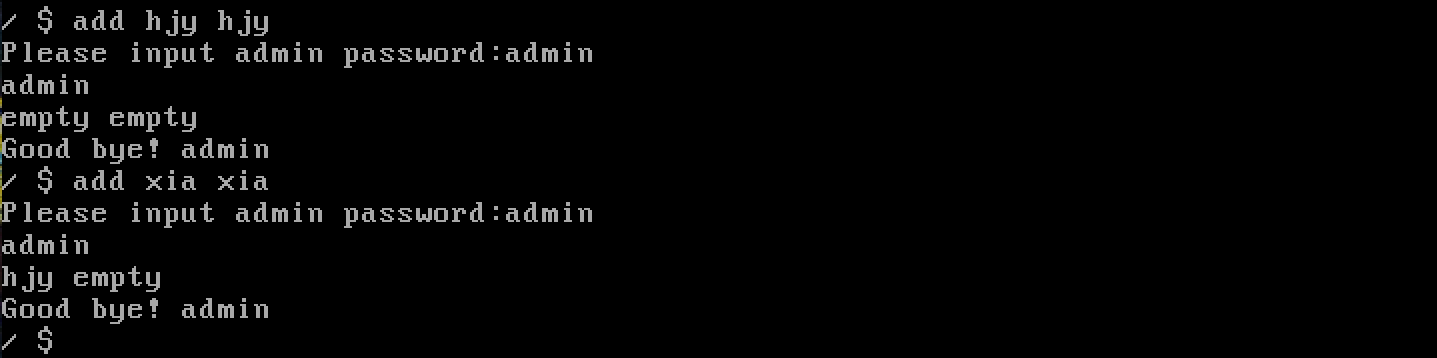 / $ add hjy hjy
Please input admin password:admin
admin
empty empty
Good bye! admin
/ $ add xia xia
Please input admin password:admin
admin
hjy empty
Good bye! admin
/ $